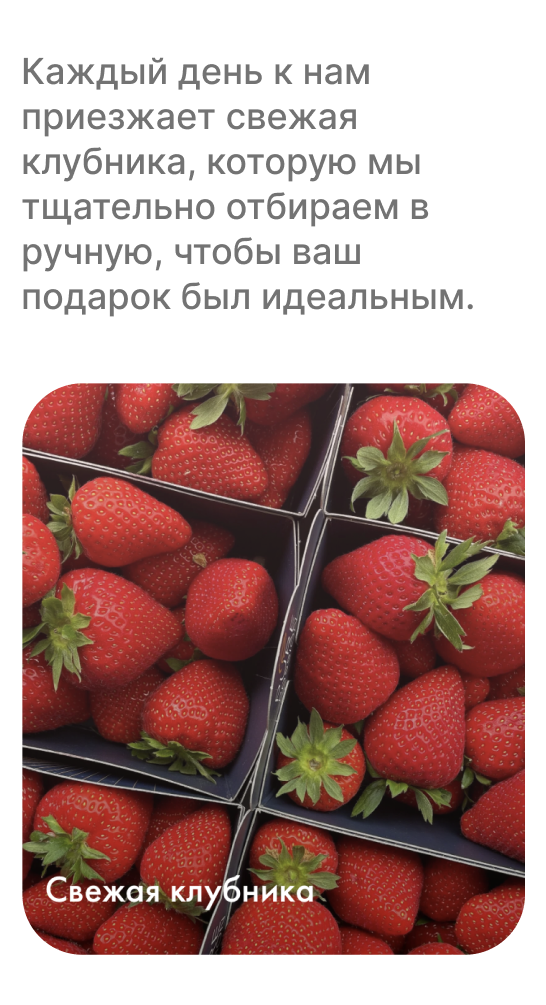 Каждый день к нам
приезжает свежая
клубника, которую мы
тщательно отбираем в
ручную, чтобы ваш
подарок был идеальным.
Свежая клубника